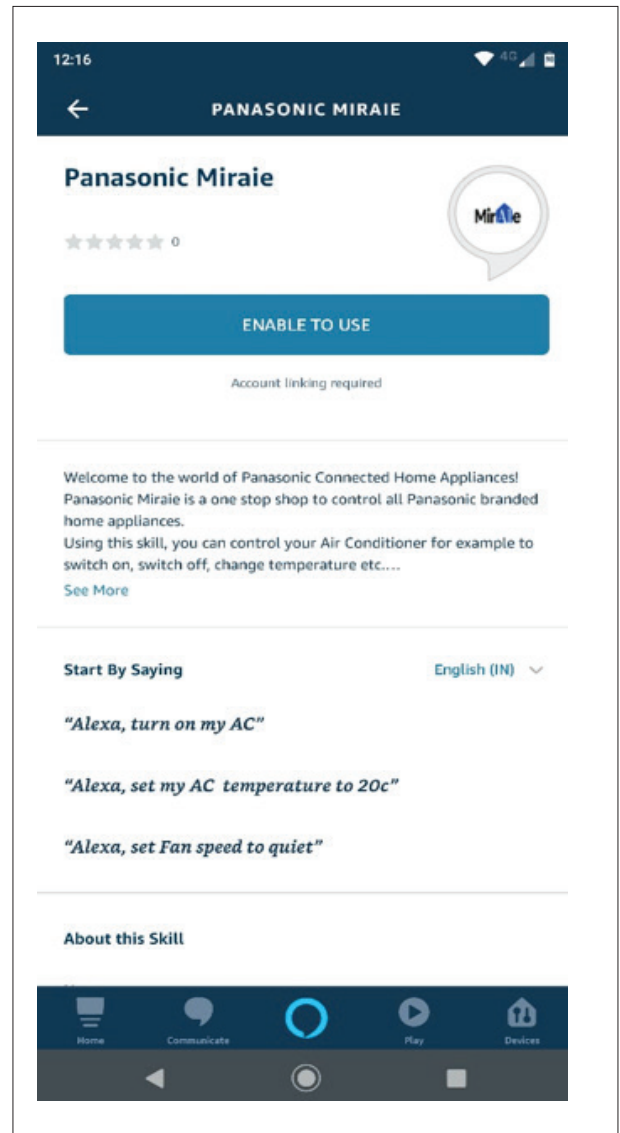 12:16
4G
PANASONIC MIRAIE
Panasonic Miraie
MirAIe
0
ENABLE TO USE
Account linking required
Welcome to the world of Panasonic Connected Home Appliances!
Panasonic Miraie is a one stop shop to control all Panasonic branded
home appliances.
Using this skill, you can control your Air Conditioner for example to
switch on, switch off, change temperature etc....
See More
Start By Saying
English (IN)
“Alexa, turn on my AC”
“Alexa, set my AC  temperature to 20c”
“Alexa, set Fan speed to quiet”
About this Skill
Home
Communicate
Play
Devices